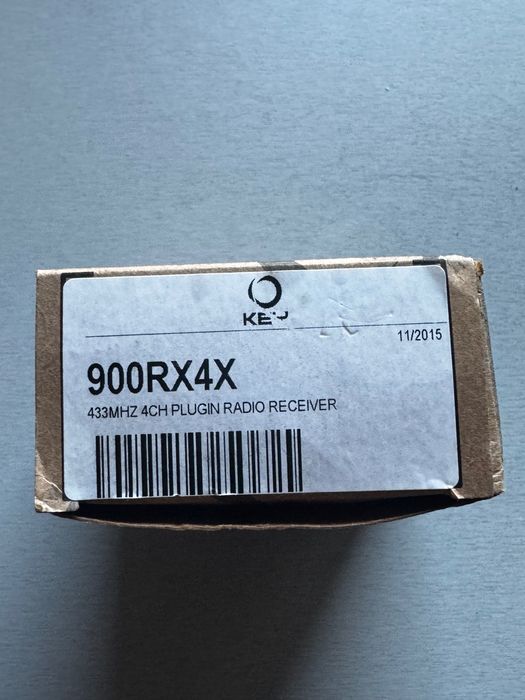 KEY
11/2015
900RX4X
433MHZ 4CH PLUGIN RADIO RECEIVER